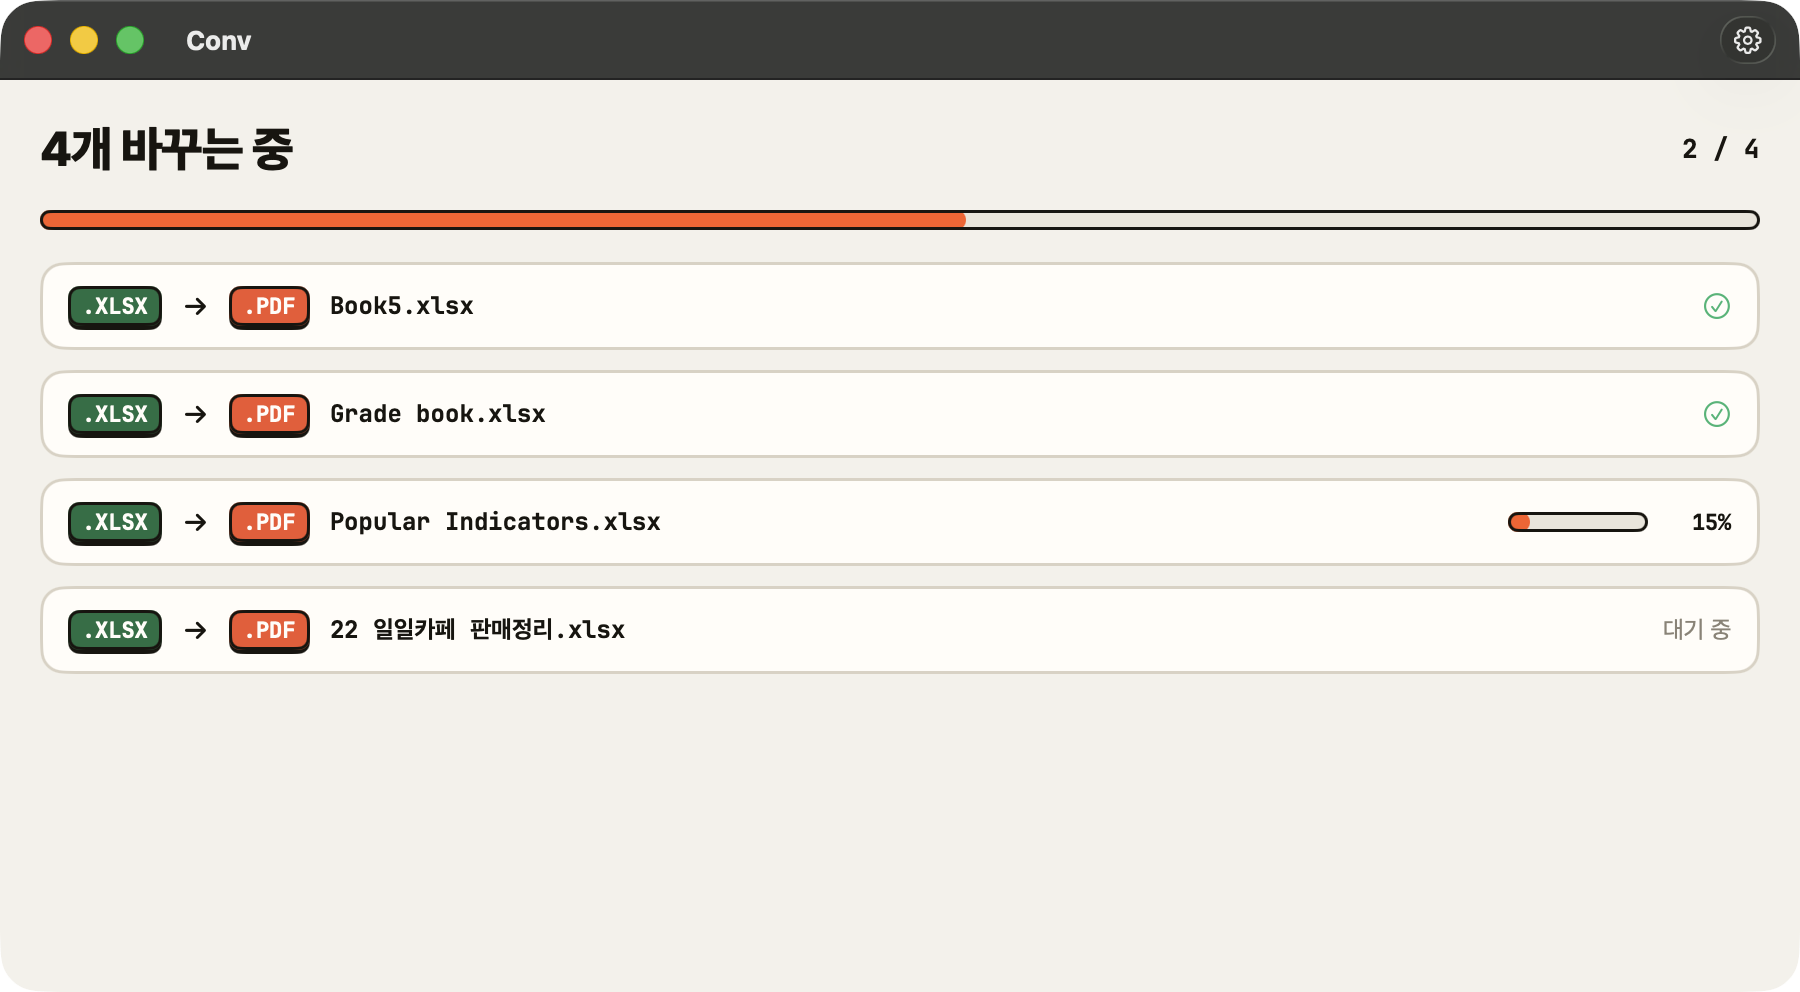 Conv
4개 바꾸는 중
2 / 4
.XLSX → .PDF Book5.xlsx
.XLSX → .PDF Grade book.xlsx
.XLSX → .PDF Popular Indicators.xlsx 15%
.XLSX → .PDF 22 일일카페 판매정리.xlsx 대기 중